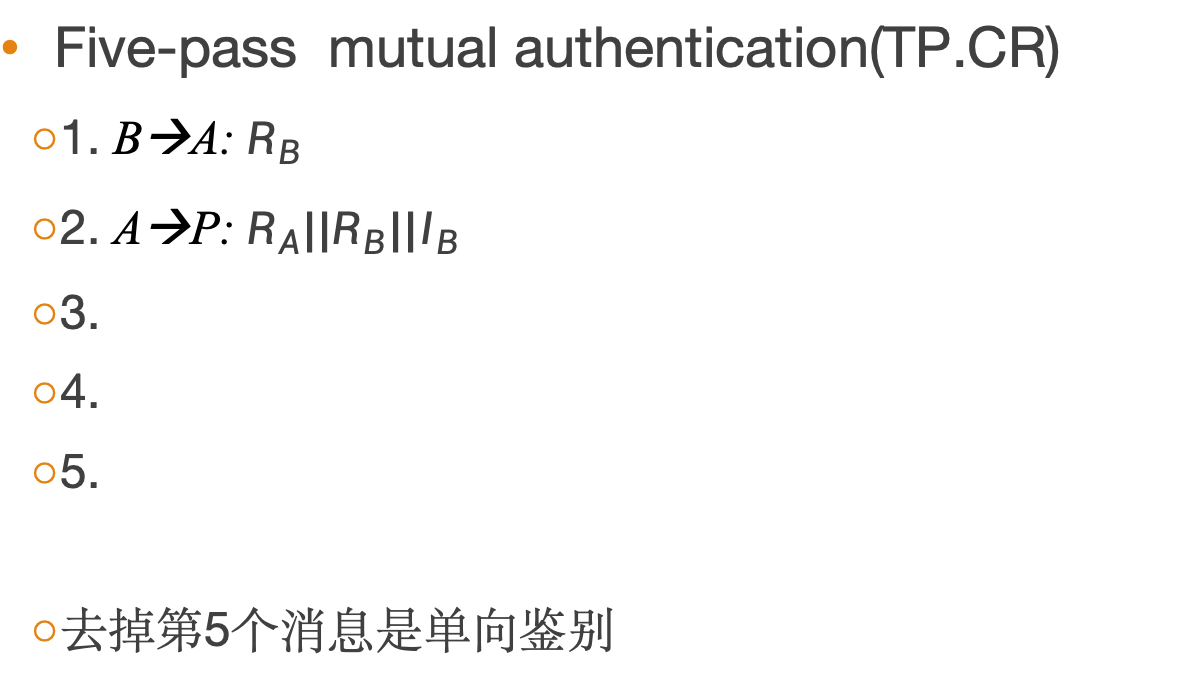 • Five-pass mutual authentication(TP.CR)
○1. B→A: R_B
○2. A→P: R_A||R_B||I_B
○3.
○4.
○5.
○去掉第5个消息是单向鉴别